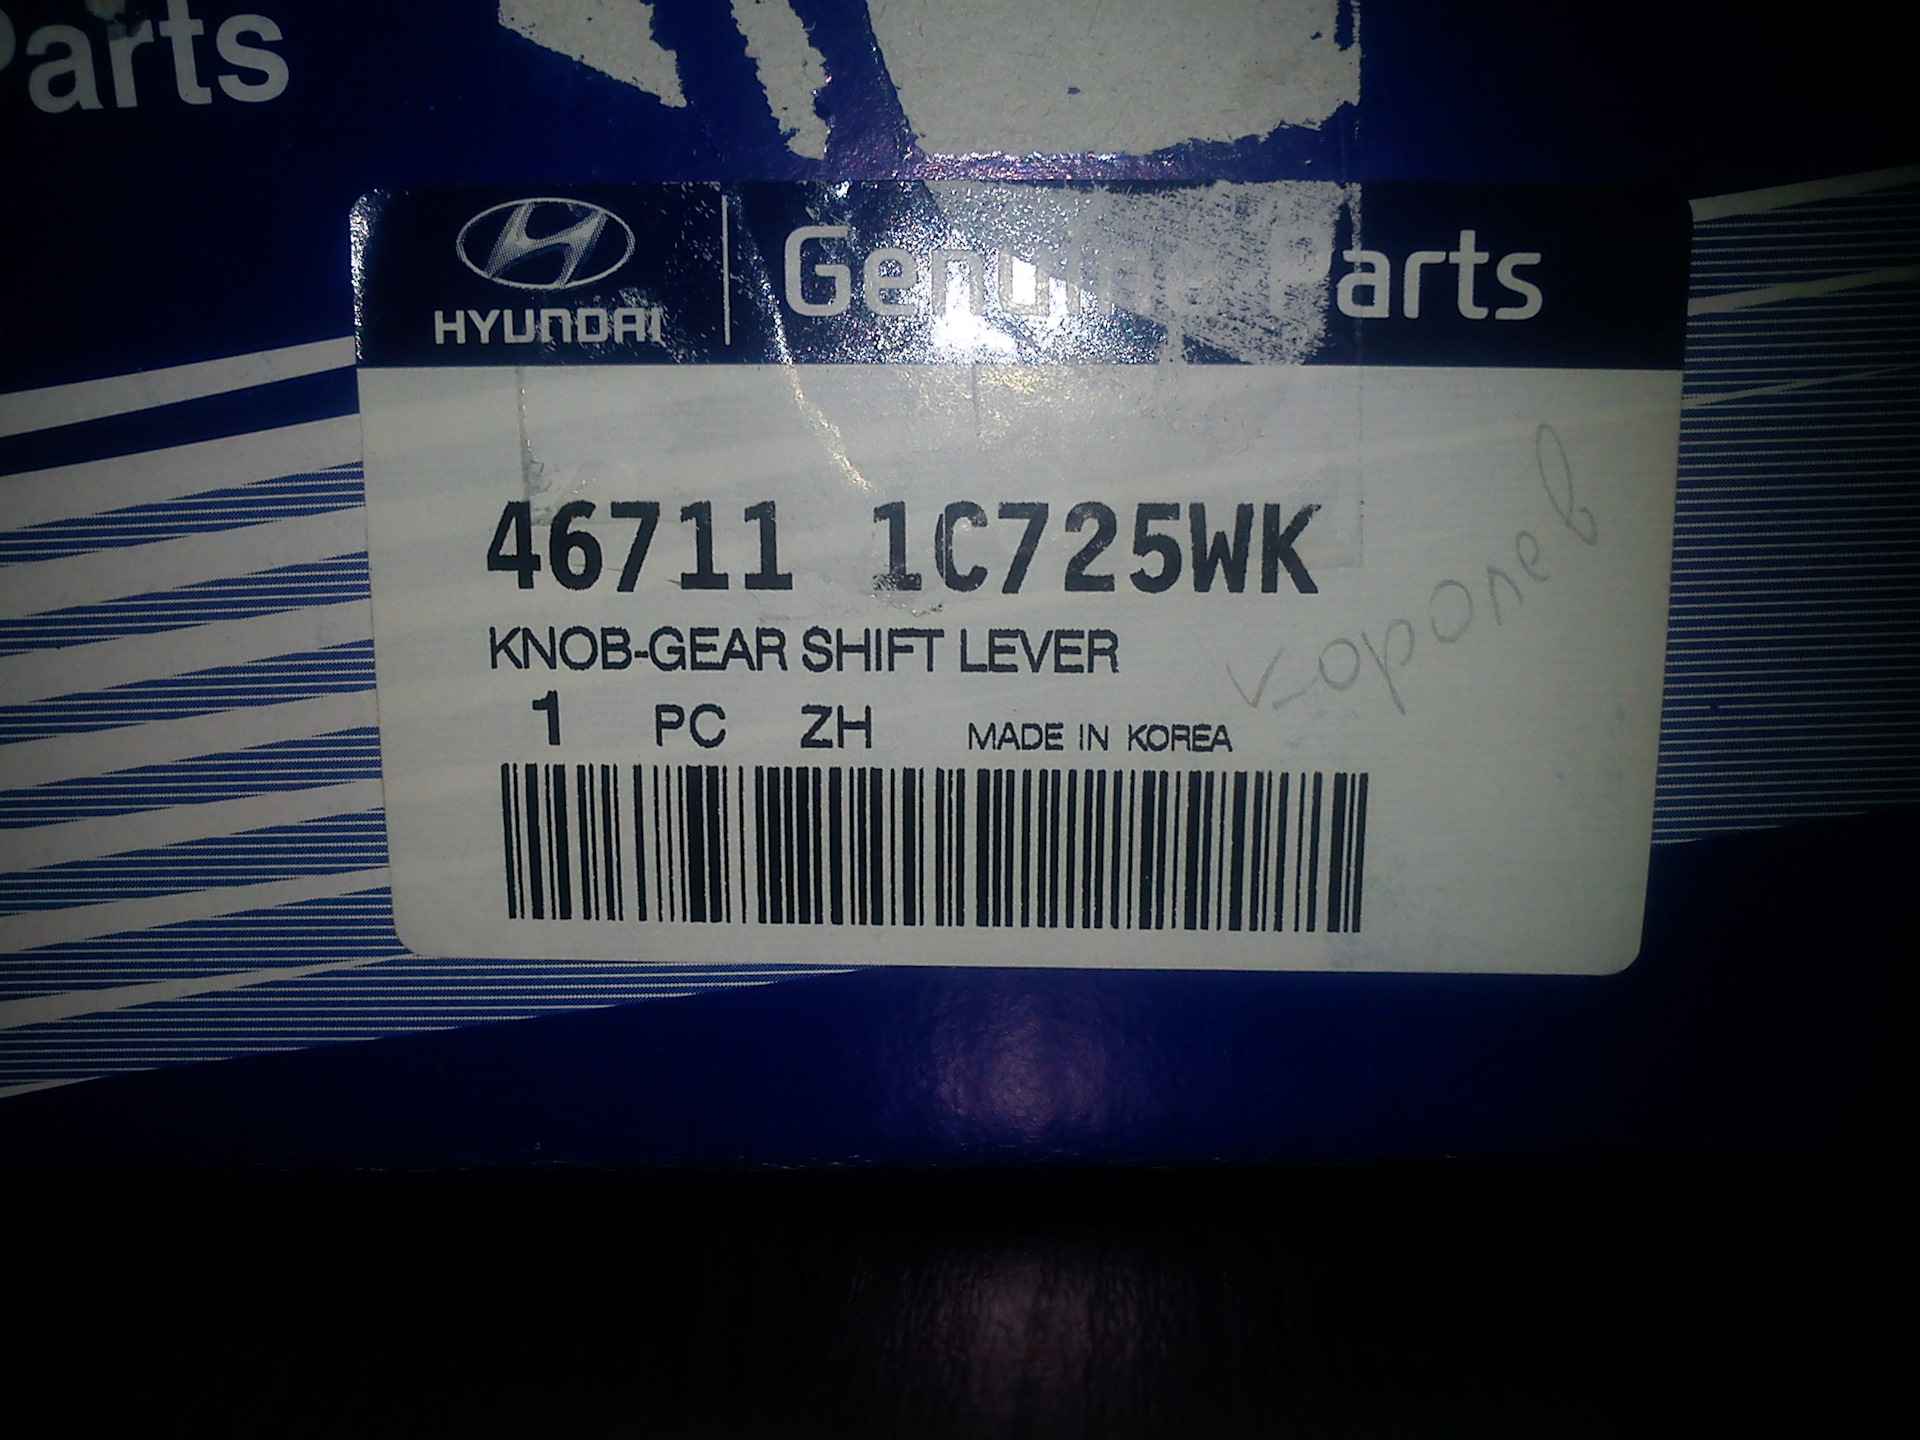 Parts
HYUNDAI
Genuine Parts
46711 1C725WK
KNOB-GEAR SHIFT LEVER
1 PC ZH MADE IN KOREA
королев